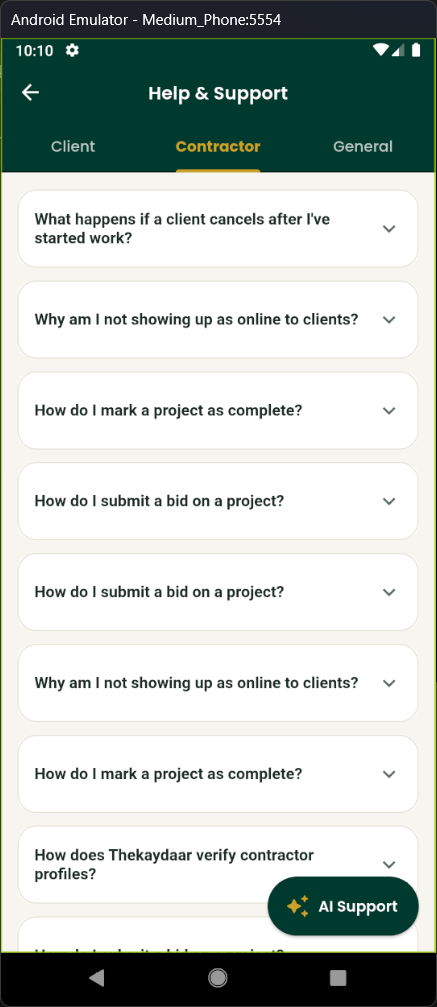 Android Emulator - Medium_Phone:5554
10:10
Help & Support
Client
Contractor
General
What happens if a client cancels after I've
started work?
Why am I not showing up as online to clients?
How do I mark a project as complete?
How do I submit a bid on a project?
How do I submit a bid on a project?
Why am I not showing up as online to clients?
How do I mark a project as complete?
How does Thekaydaar verify contractor
profiles?
AI Support